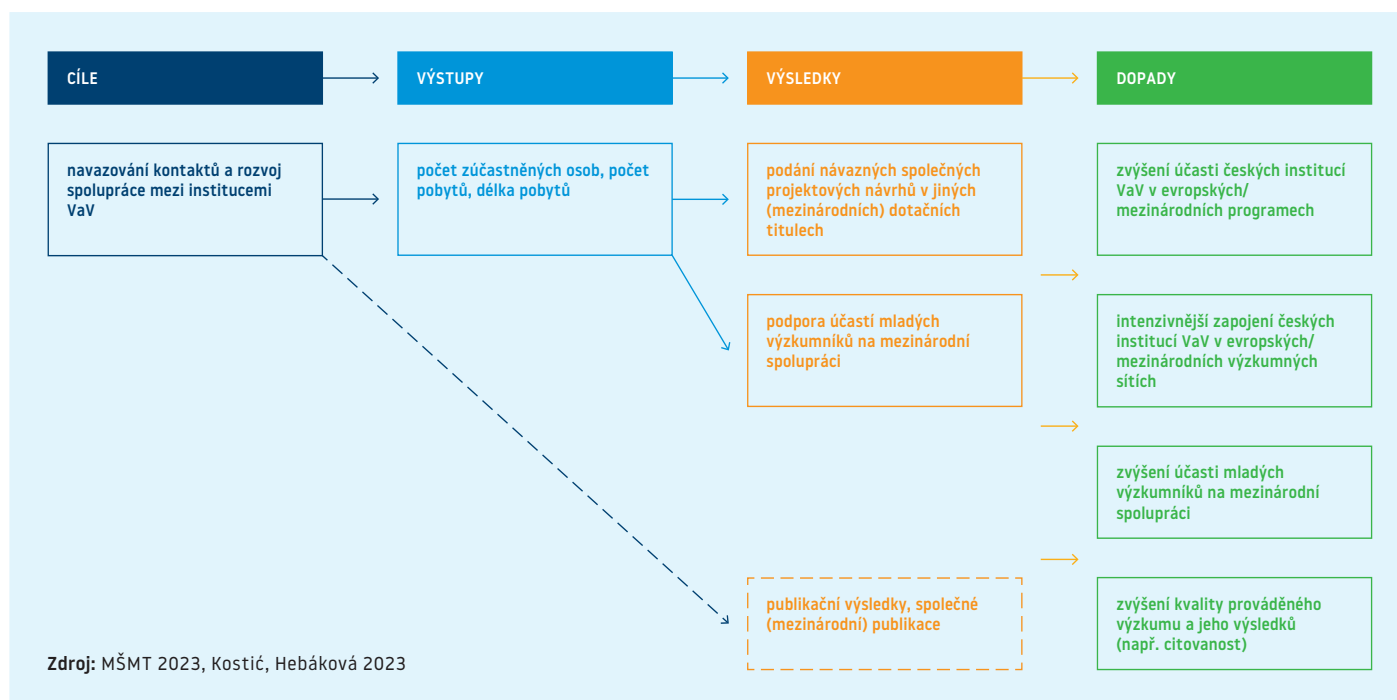 CÍLE
VÝSTUPY
VÝSLEDKY
DOPADY
navazování kontaktů a rozvoj
spolupráce mezi institucemi
VaV
počet zúčastněných osob, počet
pobytů, délka pobytů
podání návazných společných
projektových návrhů v jiných
(mezinárodních) dotačních
titulech
zvýšení účasti českých institucí
VaV v evropských/
mezinárodních programech
podpora účastí mladých
výzkumníků na mezinárodní
spolupráci
intenzivnější zapojení českých
institucí VaV v evropských/
mezinárodních výzkumných
sítích
zvýšení účasti mladých
výzkumníků na mezinárodní
spolupráci
publikační výsledky, společné
(mezinárodní) publikace
zvýšení kvality prováděného
výzkumu a jeho výsledků
(např. citovanost)
Zdroj: MŠMT 2023, Kostić, Hebáková 2023